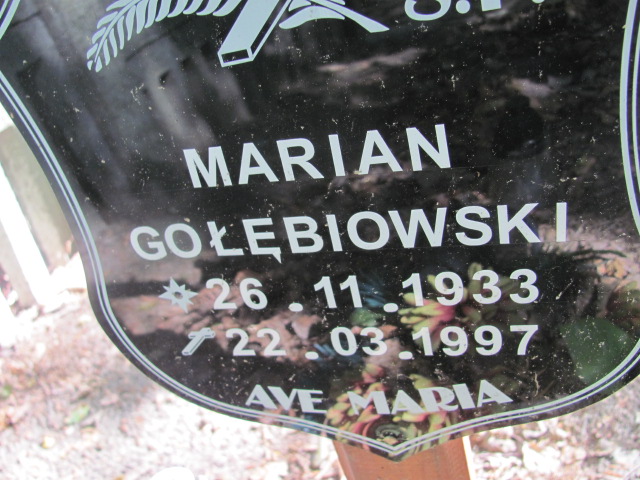 Ś.P.
MARIAN
GOŁĘBIOWSKI
26.11.1933
22.03.1997
AVE MARIA